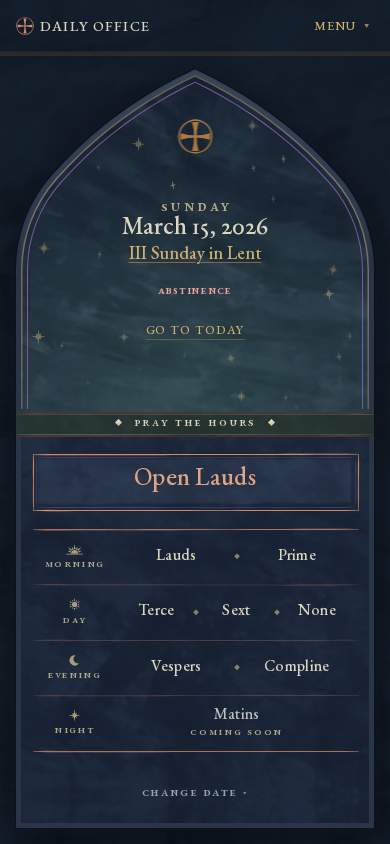 DAILY OFFICE
MENU
SUNDAY
March 15, 2026
III Sunday in Lent
ABSTINENCE
GO TO TODAY
PRAY THE HOURS
Open Lauds
MORNING
Lauds
Prime
DAY
Terce
Sext
None
EVENING
Vespers
Compline
NIGHT
Matins
COMING SOON
CHANGE DATE